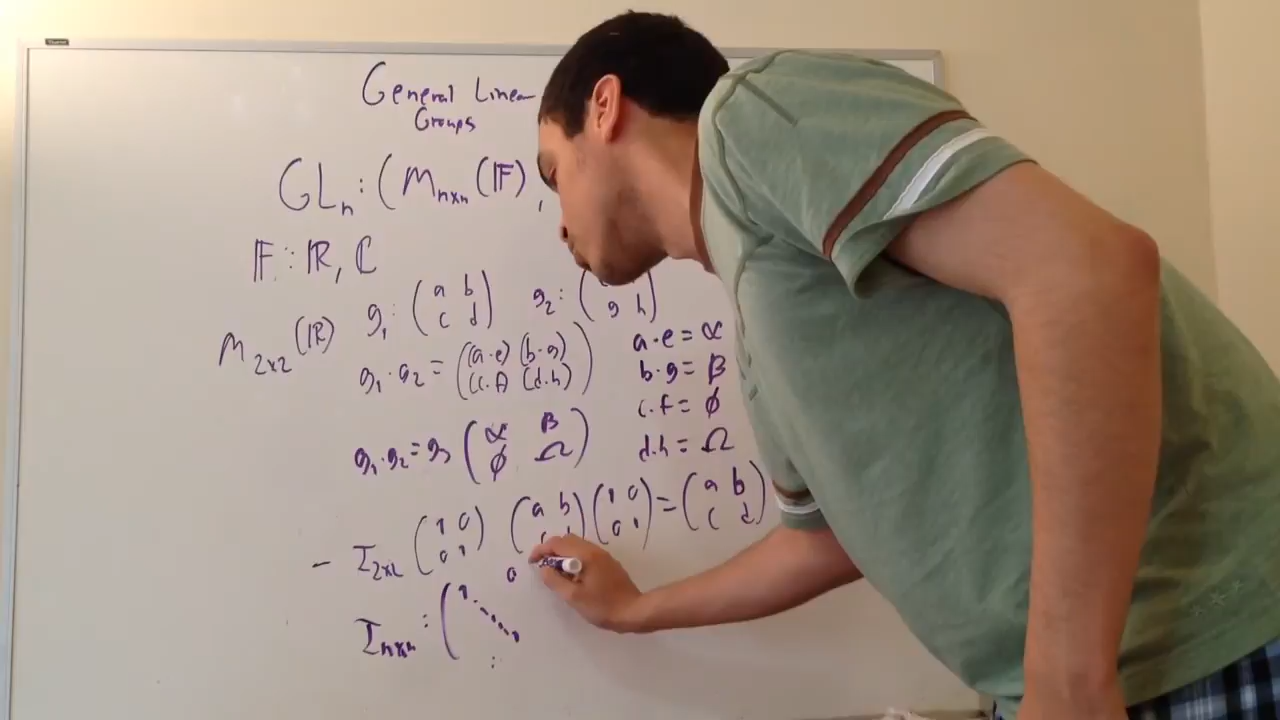 General Linear
Groups
GLₙ : ( Mₙₓₙ (𝔽) ,
𝔽 : ℝ, ℂ
M₂ₓ₂ (ℝ) g₁ : ( a b
c d ) g₂ : (
g h )
g₁ · g₂ = ( (a·e) (b·g)
(c·f) (d·h) )
a·e = α
b·g = β
c·f = ϕ
d·h = Ω
g₁ · g₂ = g₃ ( α β
ϕ Ω )
- I₂ₓ₂ ( 1 0
0 1 ) ( a b
c d ) ( 1 0
0 1 ) = ( a b
c d )
Iₙₓₙ : ( 1 0